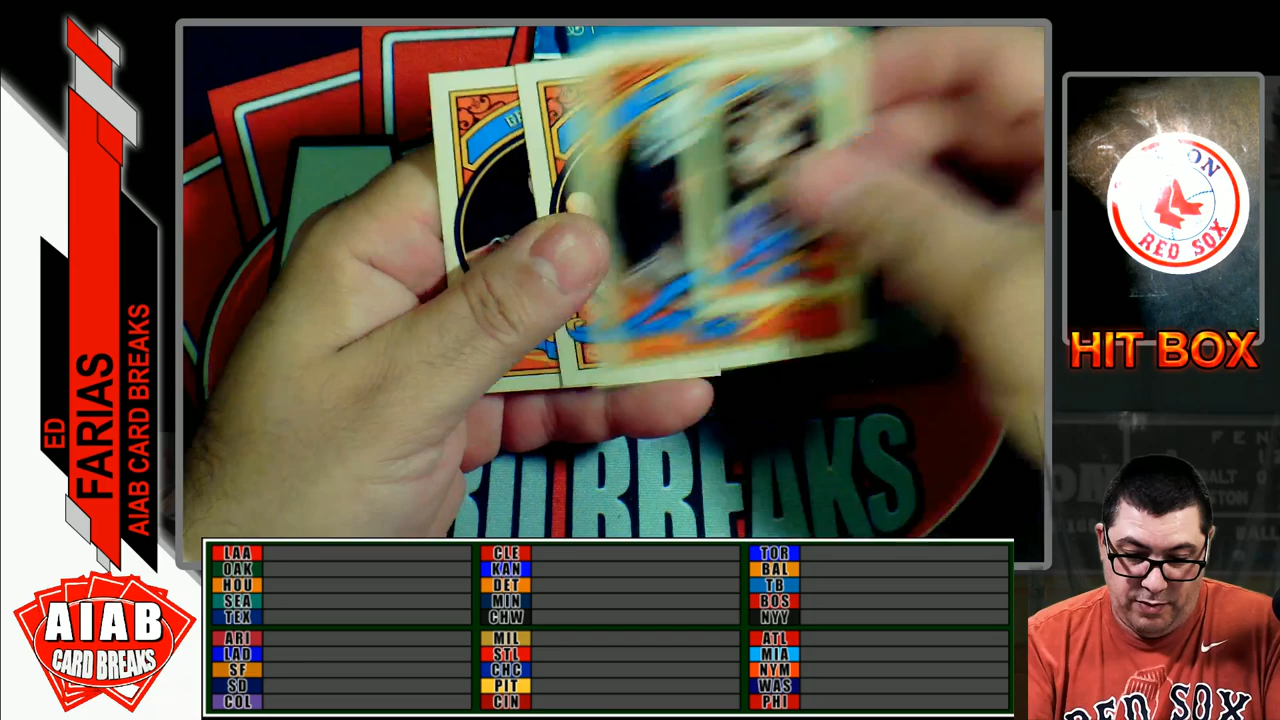 ED
FARIAS
AIAB CARD BREAKS
AIAB
CARD BREAKS
BREAKS
RED SOX
HIT BOX
LAA
OAK
HOU
SEA
TEX
ARI
LAD
SF
SD
COL
CLE
KAN
DET
MIN
CHW
MIL
STL
CHC
PIT
CIN
TOR
BAL
TB
BOS
NYY
ATL
MIA
NYM
WAS
PHI
RED SOX